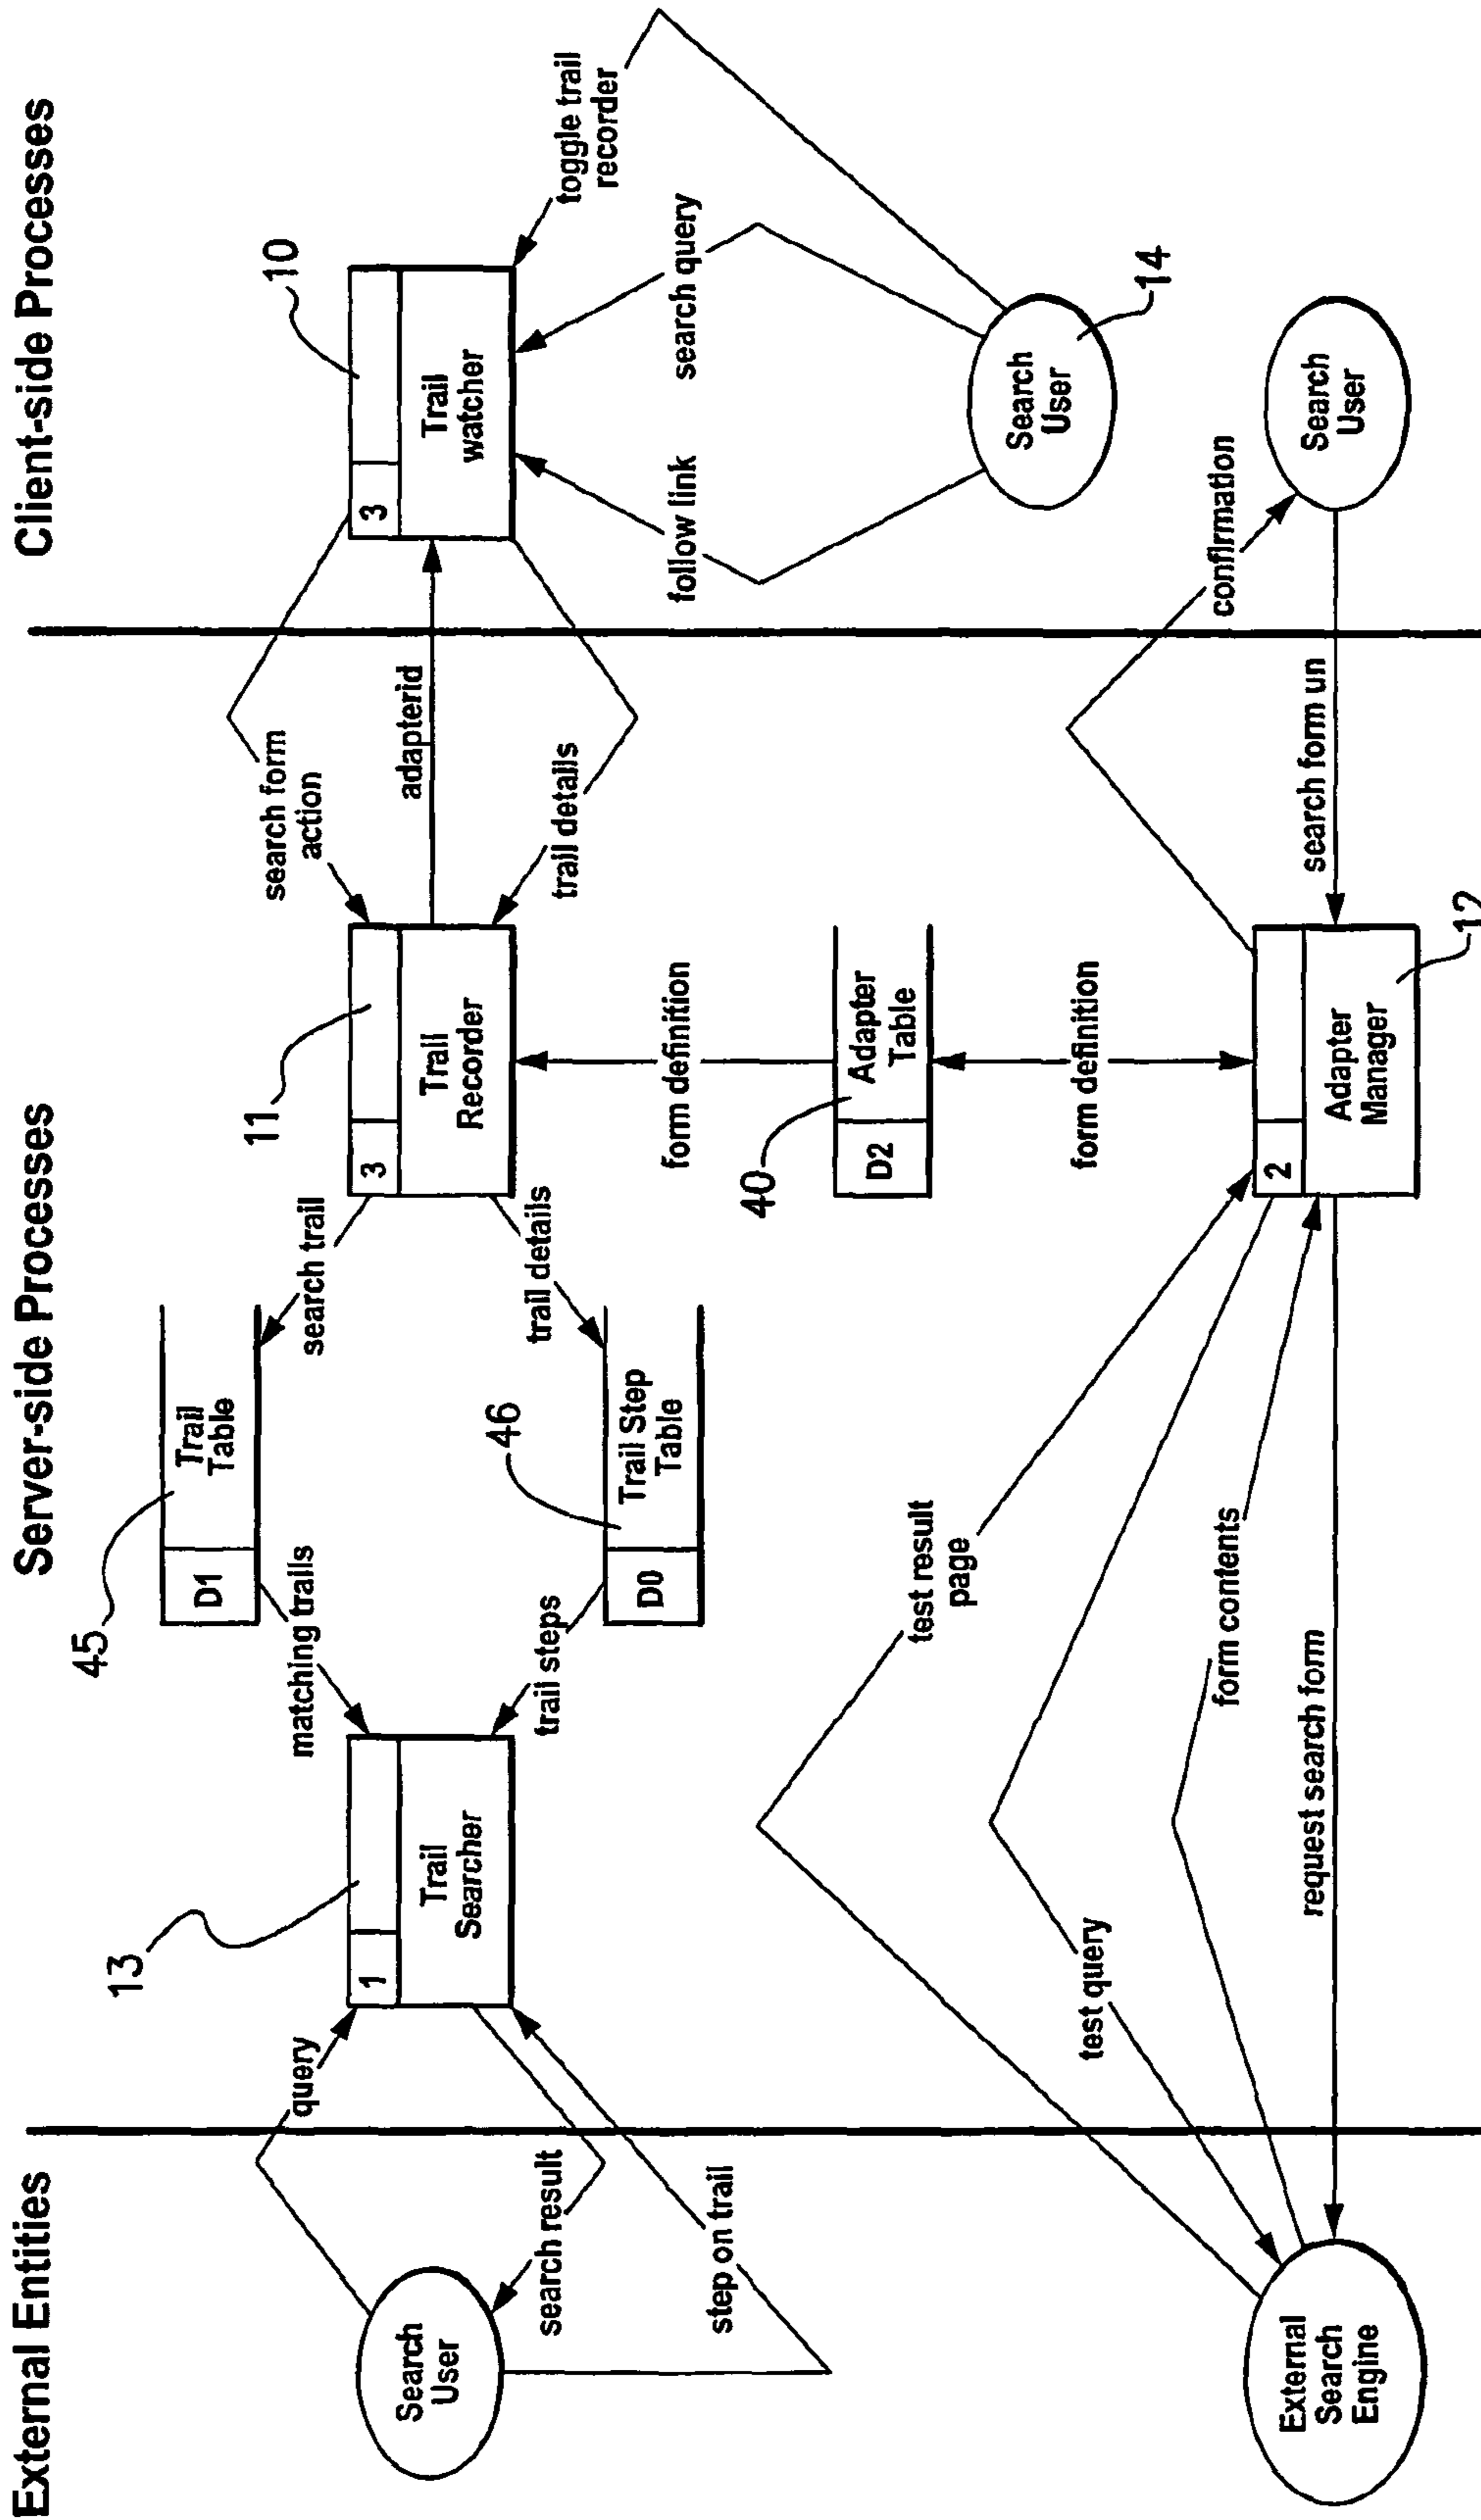 External Entities
Server-side Processes
Client-side Processes
45
D1
Trail
Table
13
query
matching trails
search trail
11
search form
action
10
1
Trail
Searcher
3
Trail
Recorder
adapterid
3
Trail
watcher
Search
User
search result
trail steps
46
trail details
trail details
toggle trail
recorder
D0
Trail Step
Table
step on trail
form definition
follow link
search query
40
D2
Adapter
Table
test result
page
Search
User
14
test query
form definition
form contents
confirmation
2
Adapter
Manager
12
External
Search
Engine
request search form
search form un
Search
User